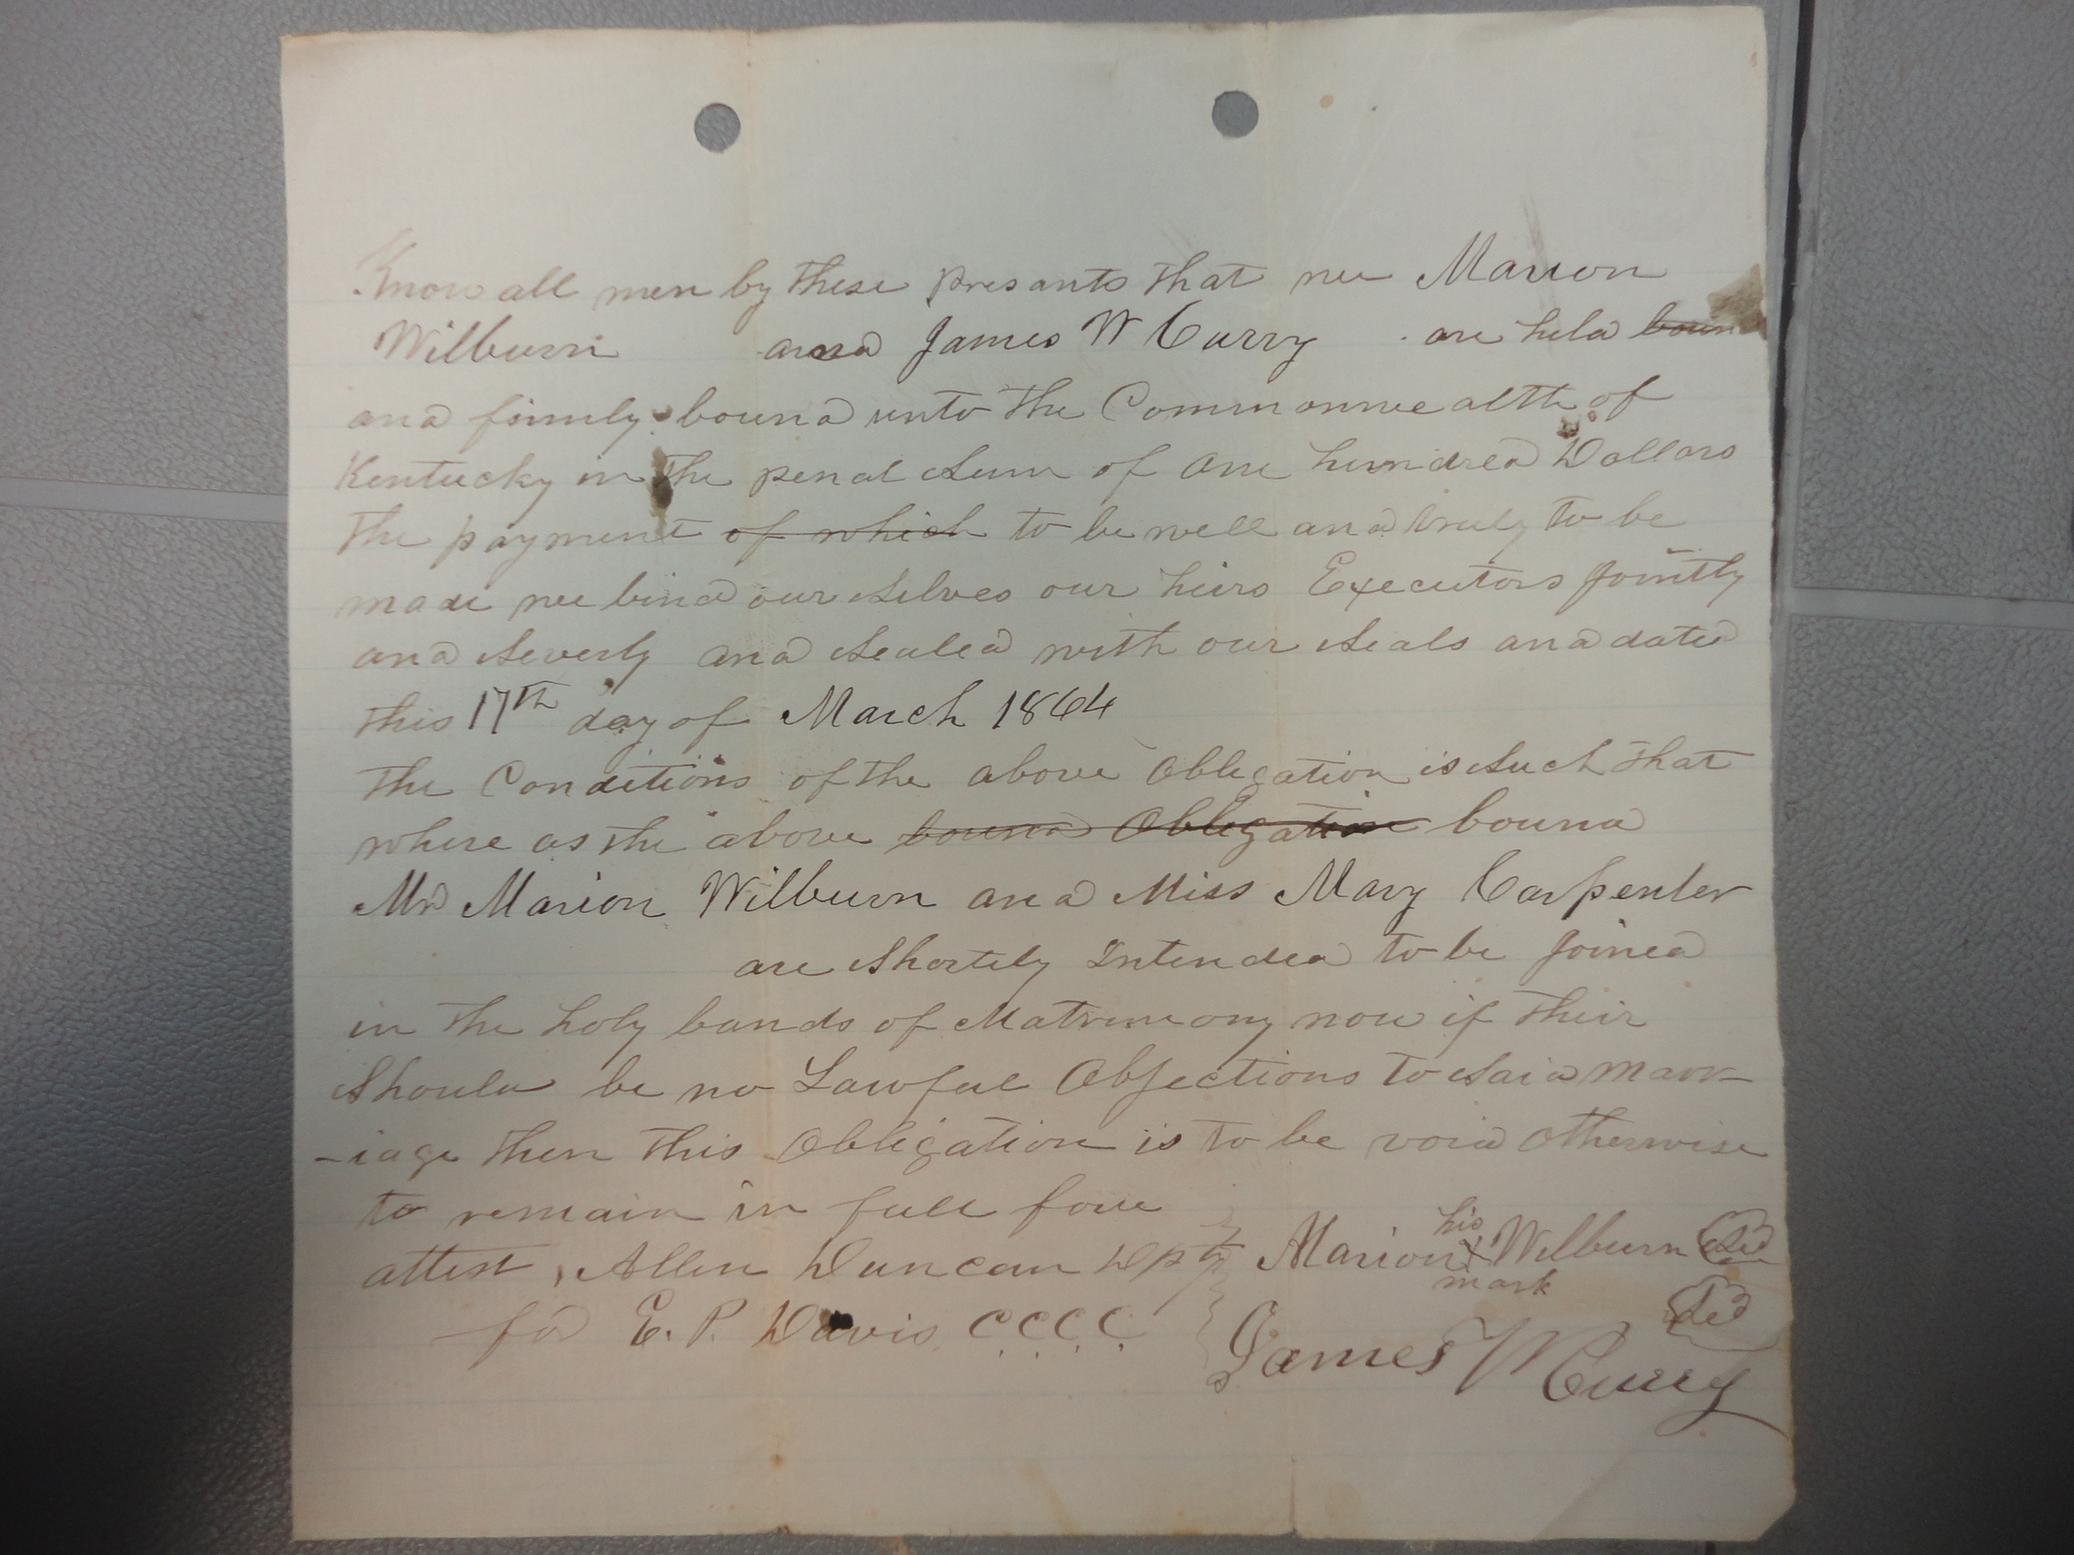 Know all men by these presants that we Marion
Wilburn and James W Curry are held boun
and firmly bound unto the Commonwealth of
Kentucky in the penal Sum of One hundred Dollars
the payment of which to be well and truly to be
made we bind our selves our heirs Executors Jointly
and Severly and Sealed with our Seals and dated
this 17th day of March 1864
The Conditions of the above Obligation is Such that
where as the above bound Obligation bound
Mr Marion Wilburn and Miss Mary Carpenter
are Shortely Intended to be Joined
in the holy bands of Matrimony now if their
Should be no Lawful Objections to Said Marr-
-iage then this Obligation is to be void Otherwise
to remain in full force
his
attest, Allen Duncan Dpty Marion X Wilburn
mark
for E. P. Davis C.C.C.C.
James W Curry